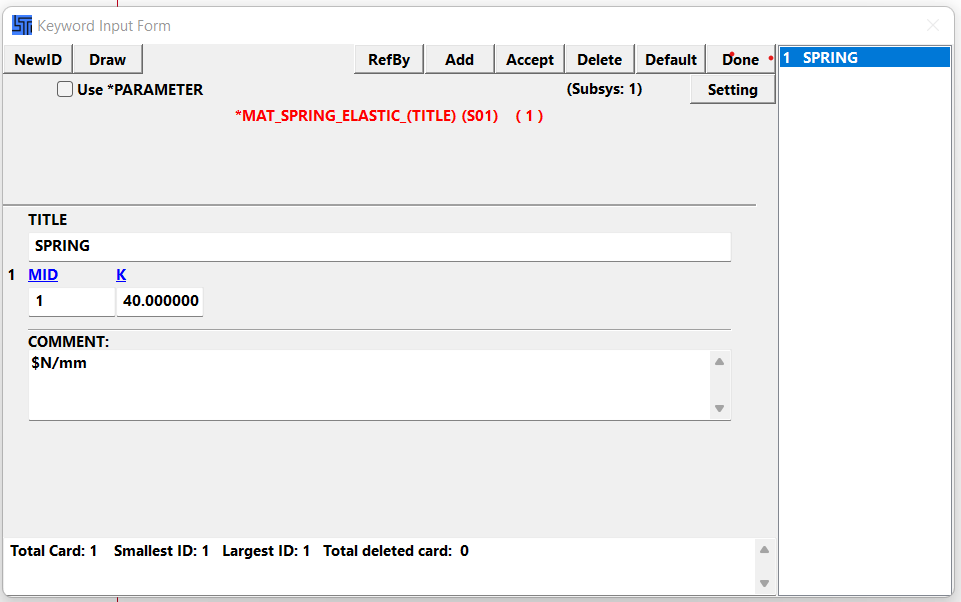 Keyword Input Form
NewID Draw RefBy Add Accept Delete Default Done
1 SPRING
Use *PARAMETER (Subsys: 1) Setting
*MAT_SPRING_ELASTIC_(TITLE) (S01) ( 1 )
TITLE
SPRING
1 MID K
1 40.000000
COMMENT:
$N/mm
Total Card: 1 Smallest ID: 1 Largest ID: 1 Total deleted card: 0